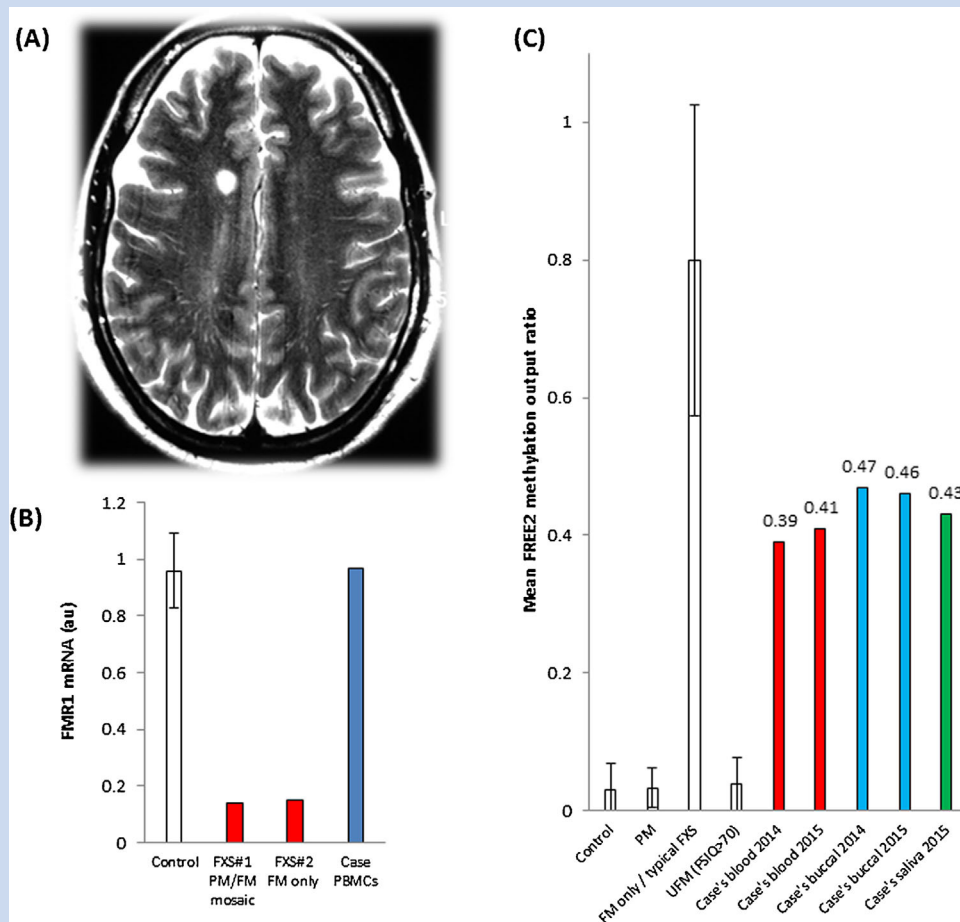 (A)
(B)
1.2
1
0.8
0.6
0.4
0.2
0
FMR1 mRNA (au)
Control
FXS#1
PM/FM
mosaic
FXS#2
FM only
Case
PBMCs
(C)
1
0.8
0.6
0.4
0.2
0
Mean FREE2 methylation output ratio
0.39
0.41
0.47
0.46
0.43
Control
PM
FM only / typical FXS
UFM (FSIQ>70)
Case's blood 2014
Case's blood 2015
Case's buccal 2014
Case's buccal 2015
Case's saliva 2015